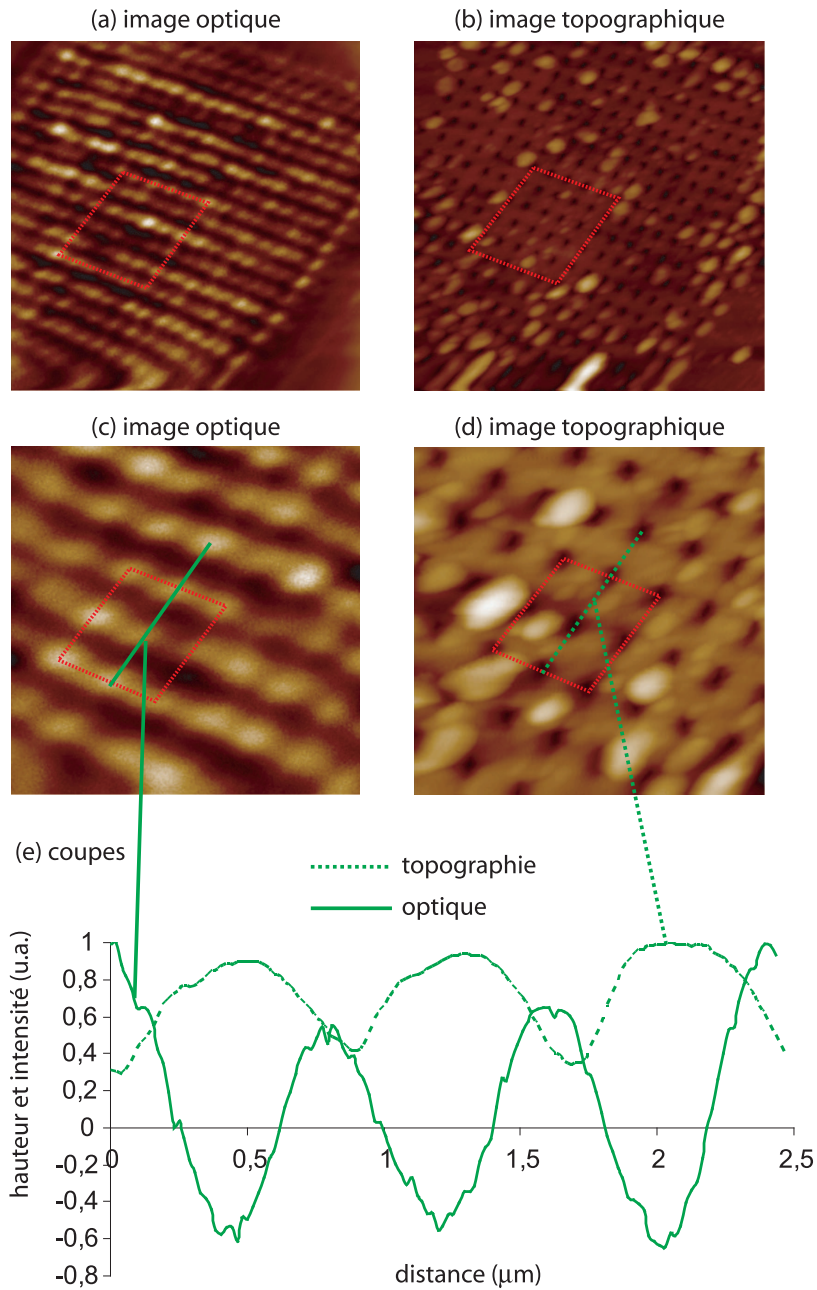 (a) image optique
(b) image topographique
(c) image optique
(d) image topographique
(e) coupes
topographie
optique
hauteur et intensité (u.a.)
1
0,8
0,6
0,4
0,2
0
-0,2
-0,4
-0,6
-0,8
0
0,5
1
1,5
2
2,5
distance (μm)